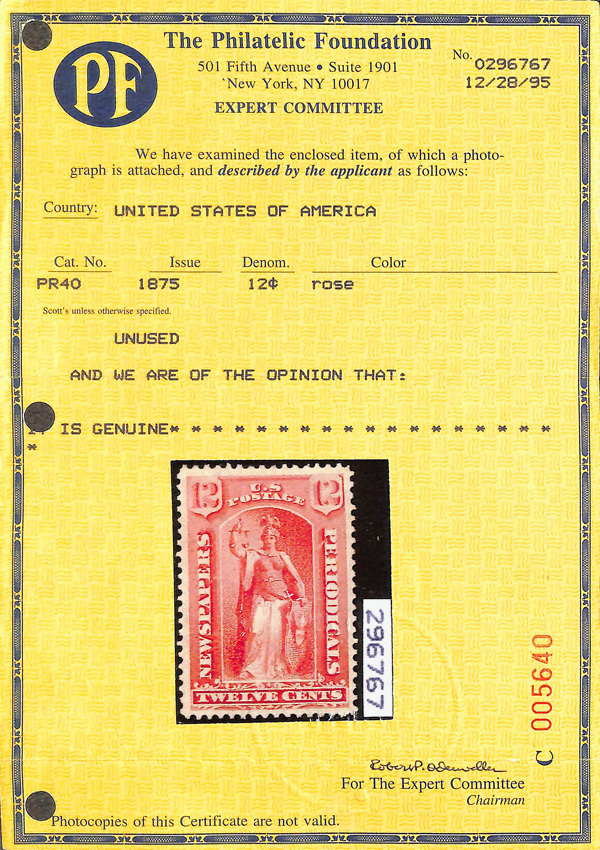 PF
The Philatelic Foundation
501 Fifth Avenue • Suite 1901
New York, NY 10017
EXPERT COMMITTEE
No. 0296767
12/28/95
We have examined the enclosed item, of which a photo-
graph is attached, and described by the applicant as follows:
Country: UNITED STATES OF AMERICA
Cat. No. Issue Denom. Color
PR40 1875 12¢ rose
Scott's unless otherwise specified.
UNUSED
AND WE ARE OF THE OPINION THAT:
IT IS GENUINE* * * * * * * * * * * * * * * * * * *
*
12 U.S. 12
POSTAGE
NEWSPAPERS
PERIODICALS
TWELVE CENTS
296767
C 005640
Robert P. Odenweller
For The Expert Committee
Chairman
Photocopies of this Certificate are not valid.